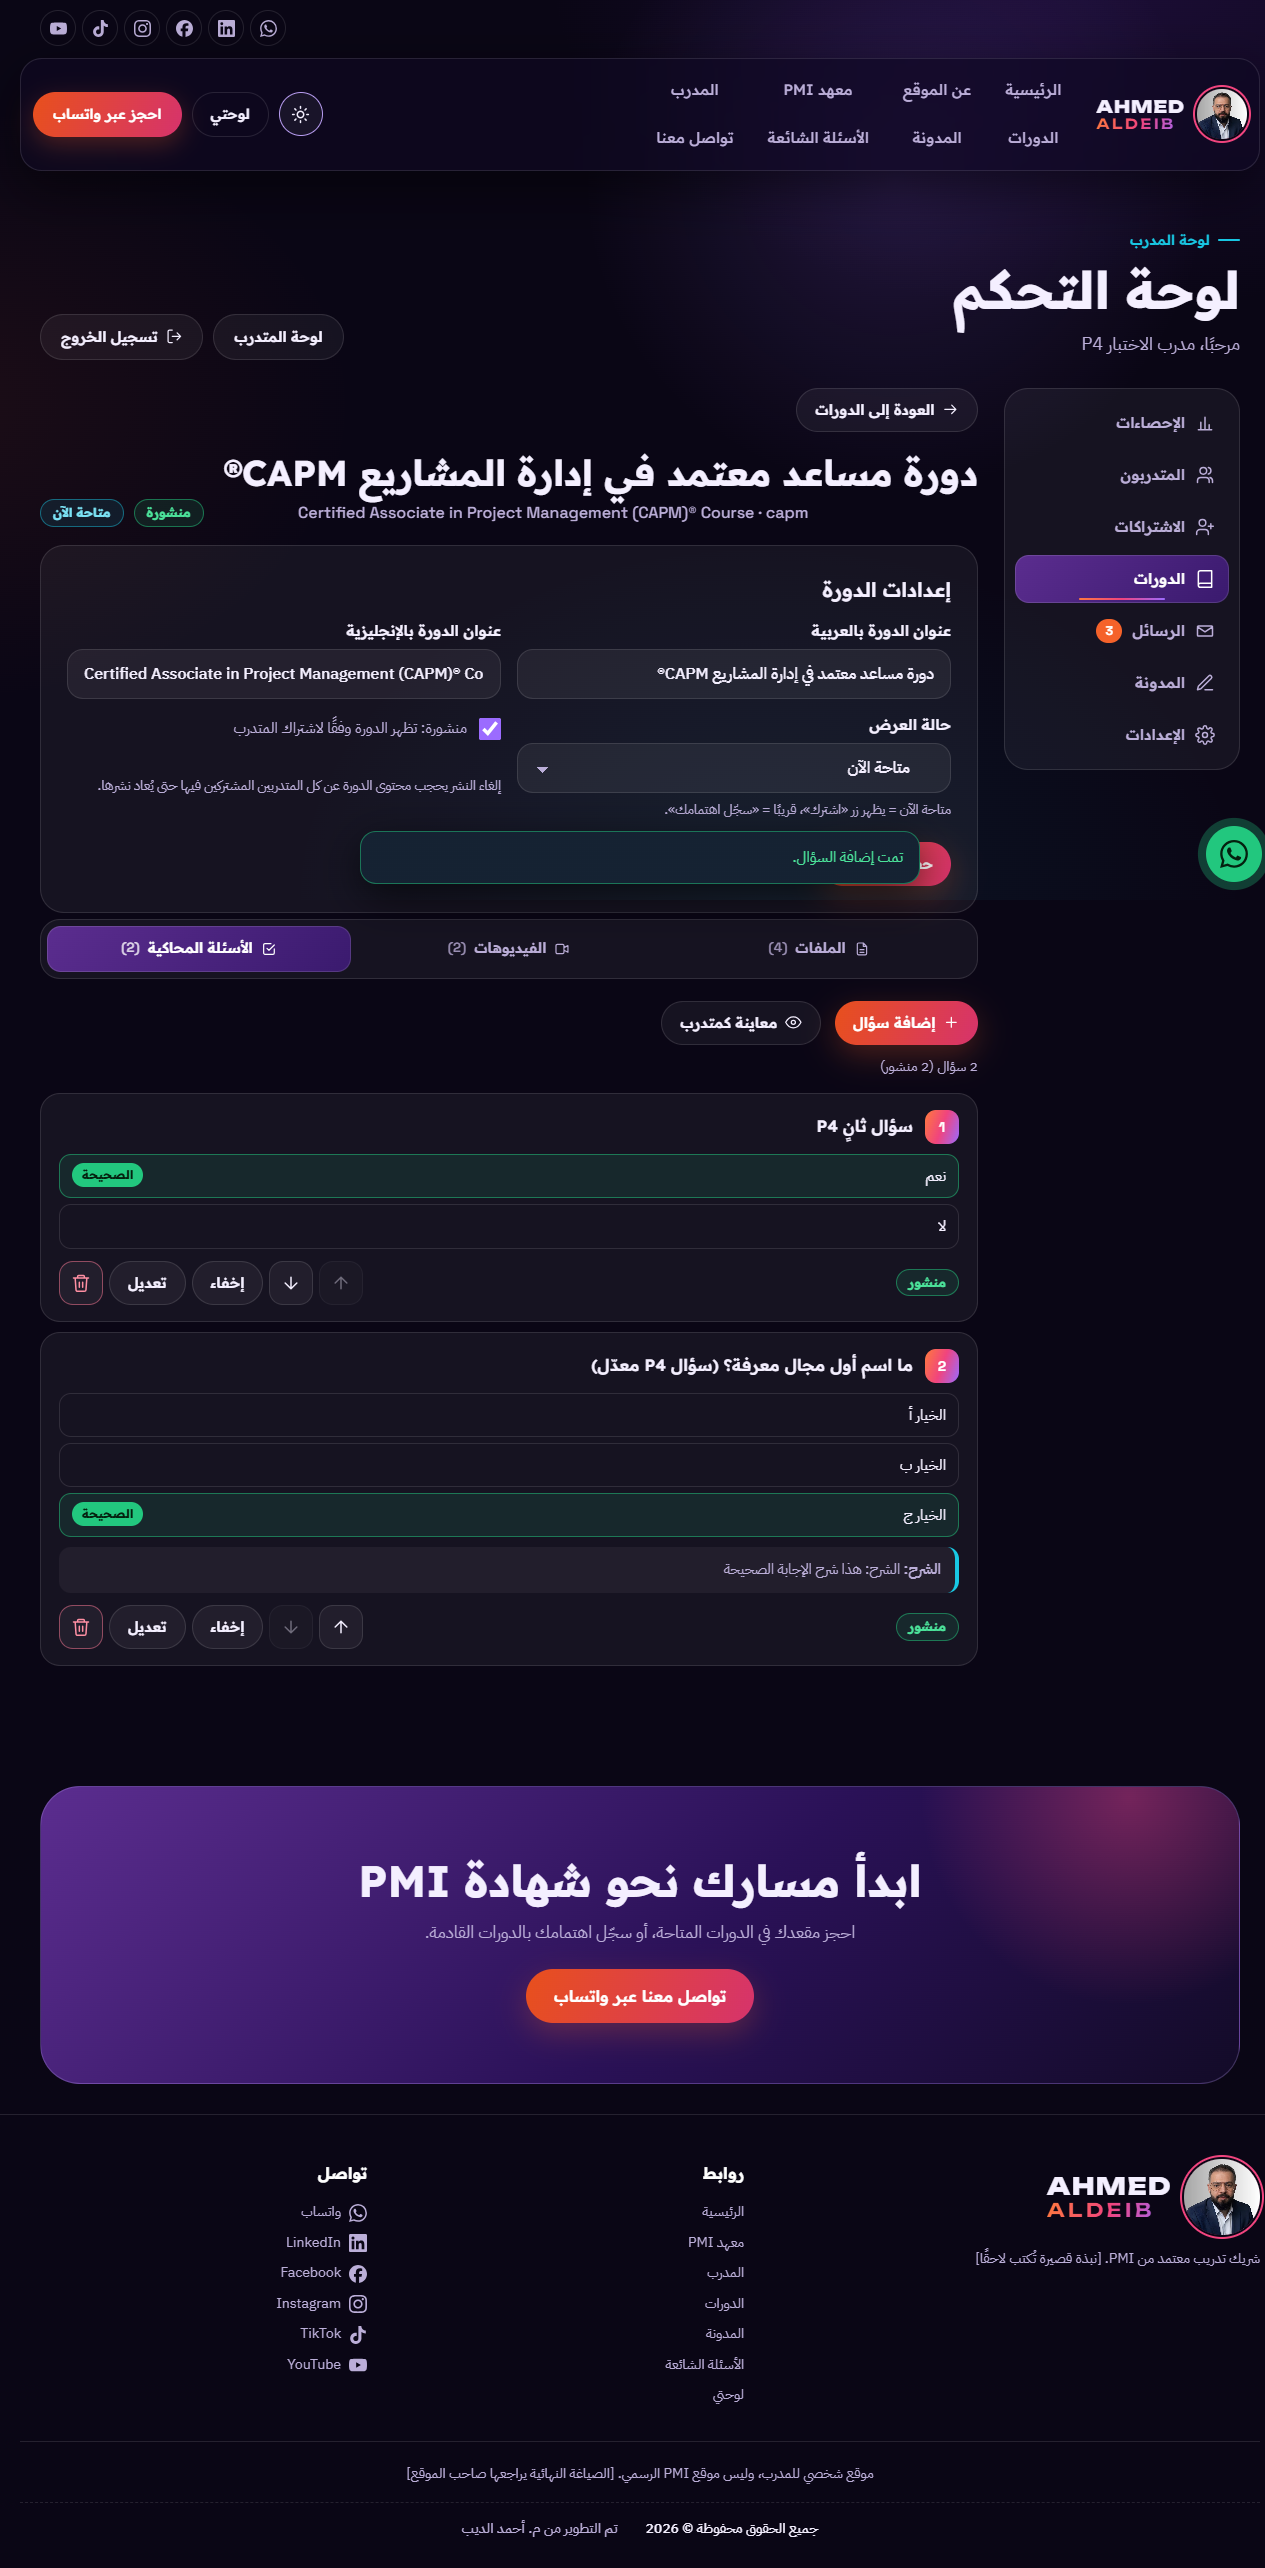 AHMED
ALDEIB
الرئيسية
عن الموقع
معهد PMI
المدرب
الدورات
المدونة
الأسئلة الشائعة
تواصل معنا
لوحتي
احجز عبر واتساب
لوحة المدرب
لوحة التحكم
مرحبًا، مدرب الاختبار P4
لوحة المتدرب
تسجيل الخروج
الإحصاءات
المتدربون
الاشتراكات
الدورات
الرسائل 3
المدونة
الإعدادات
العودة إلى الدورات
دورة مساعد معتمد في إدارة المشاريع CAPM®
Certified Associate in Project Management (CAPM)® Course · capm
منشورة
متاحة الآن
إعدادات الدورة
عنوان الدورة بالعربية
دورة مساعد معتمد في إدارة المشاريع CAPM®
عنوان الدورة بالإنجليزية
Certified Associate in Project Management (CAPM)® Co
حالة العرض
متاحة الآن
متاحة الآن = يظهر زر «اشترك»، قريبًا = «سجّل اهتمامك».
منشورة: تظهر الدورة وفقًا لاشتراك المتدرب
إلغاء النشر يحجب محتوى الدورة عن كل المتدربين المشتركين فيها حتى يُعاد نشرها.
تمت إضافة السؤال.
الملفات (4)
الفيديوهات (2)
الأسئلة المحاكية (2)
إضافة سؤال
معاينة كمتدرب
2 سؤال (2 منشور)
1 سؤال ثانٍ P4
نعم
الصحيحة
لا
منشور
إخفاء
تعديل
2 ما اسم أول مجال معرفة؟ (سؤال P4 معدّل)
الخيار أ
الخيار ب
الخيار ج
الصحيحة
الشرح: الشرح: هذا شرح الإجابة الصحيحة
منشور
إخفاء
تعديل
ابدأ مسارك نحو شهادة PMI
احجز مقعدك في الدورات المتاحة، أو سجّل اهتمامك بالدورات القادمة.
تواصل معنا عبر واتساب
AHMED
ALDEIB
شريك تدريب معتمد من PMI. [نبذة قصيرة تُكتب لاحقًا]
روابط
الرئيسية
معهد PMI
المدرب
الدورات
المدونة
الأسئلة الشائعة
لوحتي
تواصل
واتساب
LinkedIn
Facebook
Instagram
TikTok
YouTube
موقع شخصي للمدرب، وليس موقع PMI الرسمي. [الصياغة النهائية يراجعها صاحب الموقع]
جميع الحقوق محفوظة © 2026
تم التطوير من م. أحمد الديب